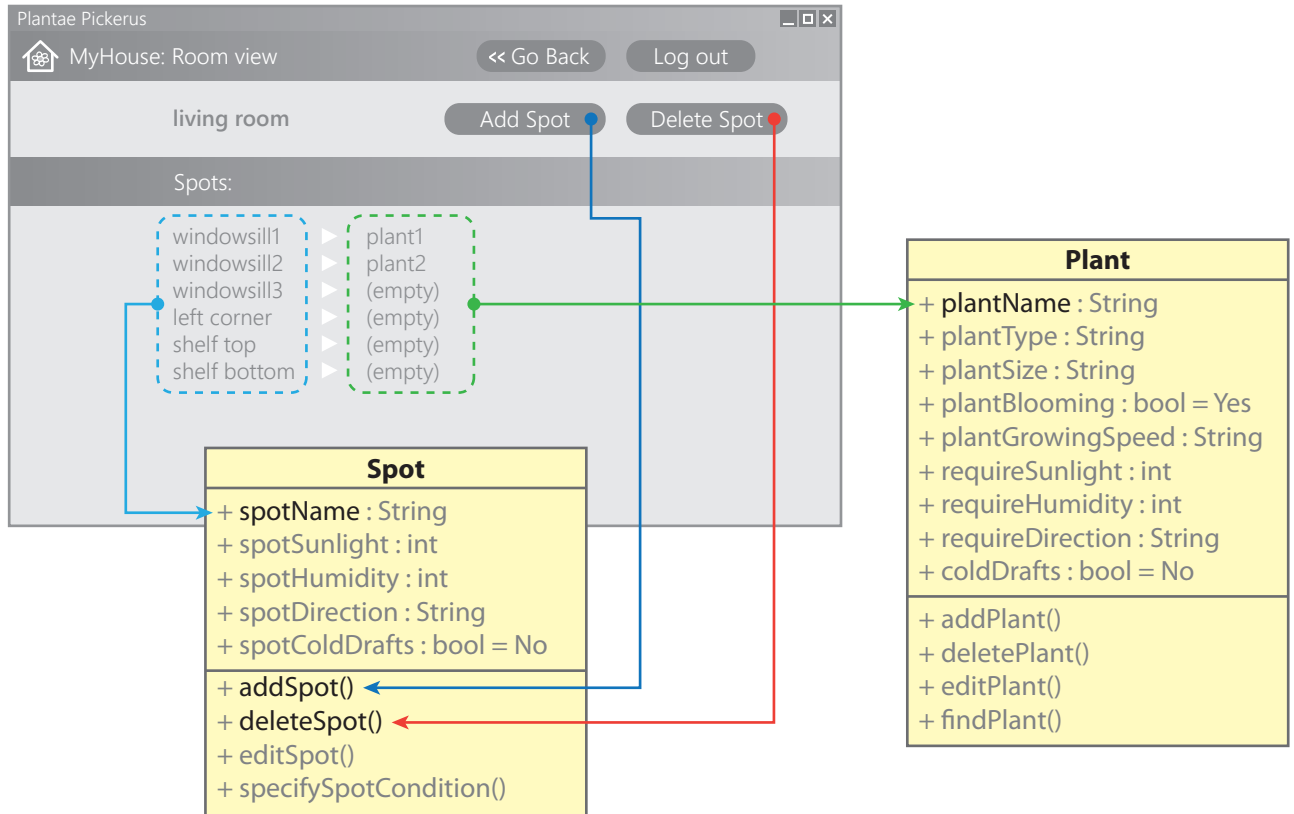 Plantae Pickerus
MyHouse: Room view
<< Go Back
Log out
living room
Add Spot
Delete Spot
Spots:
windowsill1 plant1
windowsill2 plant2
windowsill3 (empty)
left corner (empty)
shelf top (empty)
shelf bottom (empty)
Spot
+ spotName : String
+ spotSunlight : int
+ spotHumidity : int
+ spotDirection : String
+ spotColdDrafts : bool = No
+ addSpot()
+ deleteSpot()
+ editSpot()
+ specifySpotCondition()
Plant
+ plantName : String
+ plantType : String
+ plantSize : String
+ plantBlooming : bool = Yes
+ plantGrowingSpeed : String
+ requireSunlight : int
+ requireHumidity : int
+ requireDirection : String
+ coldDrafts : bool = No
+ addPlant()
+ deletePlant()
+ editPlant()
+ findPlant()